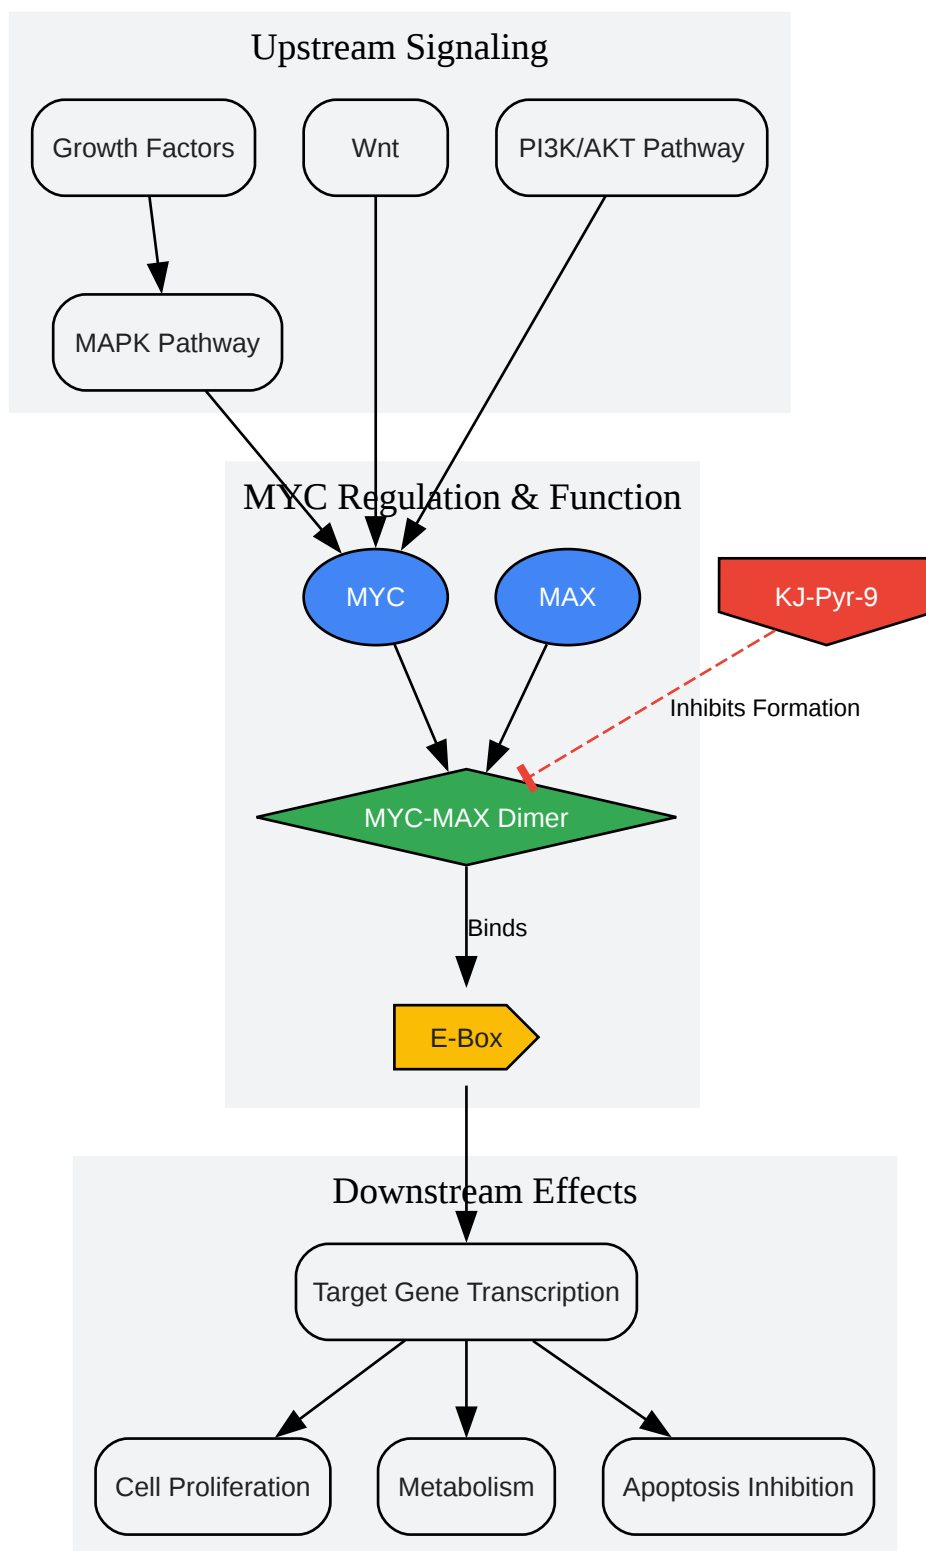 Upstream Signaling
Growth Factors
Wnt
PI3K/AKT Pathway
MAPK Pathway
MYC Regulation & Function
MYC
MAX
KJ-Pyr-9
Inhibits Formation
MYC-MAX Dimer
Binds
E-Box
Downstream Effects
Target Gene Transcription
Cell Proliferation
Metabolism
Apoptosis Inhibition